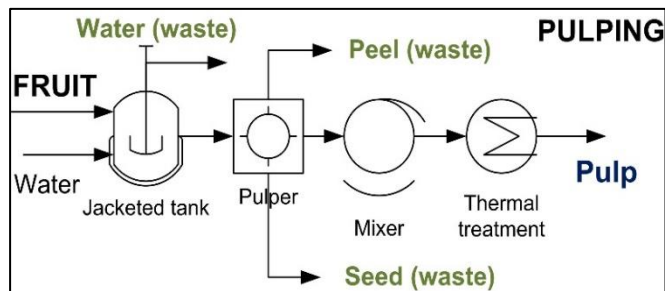 Water (waste)
Peel (waste)
PULPING
FRUIT
Water
Jacketed tank
Pulper
Mixer
Thermal
treatment
Pulp
Seed (waste)